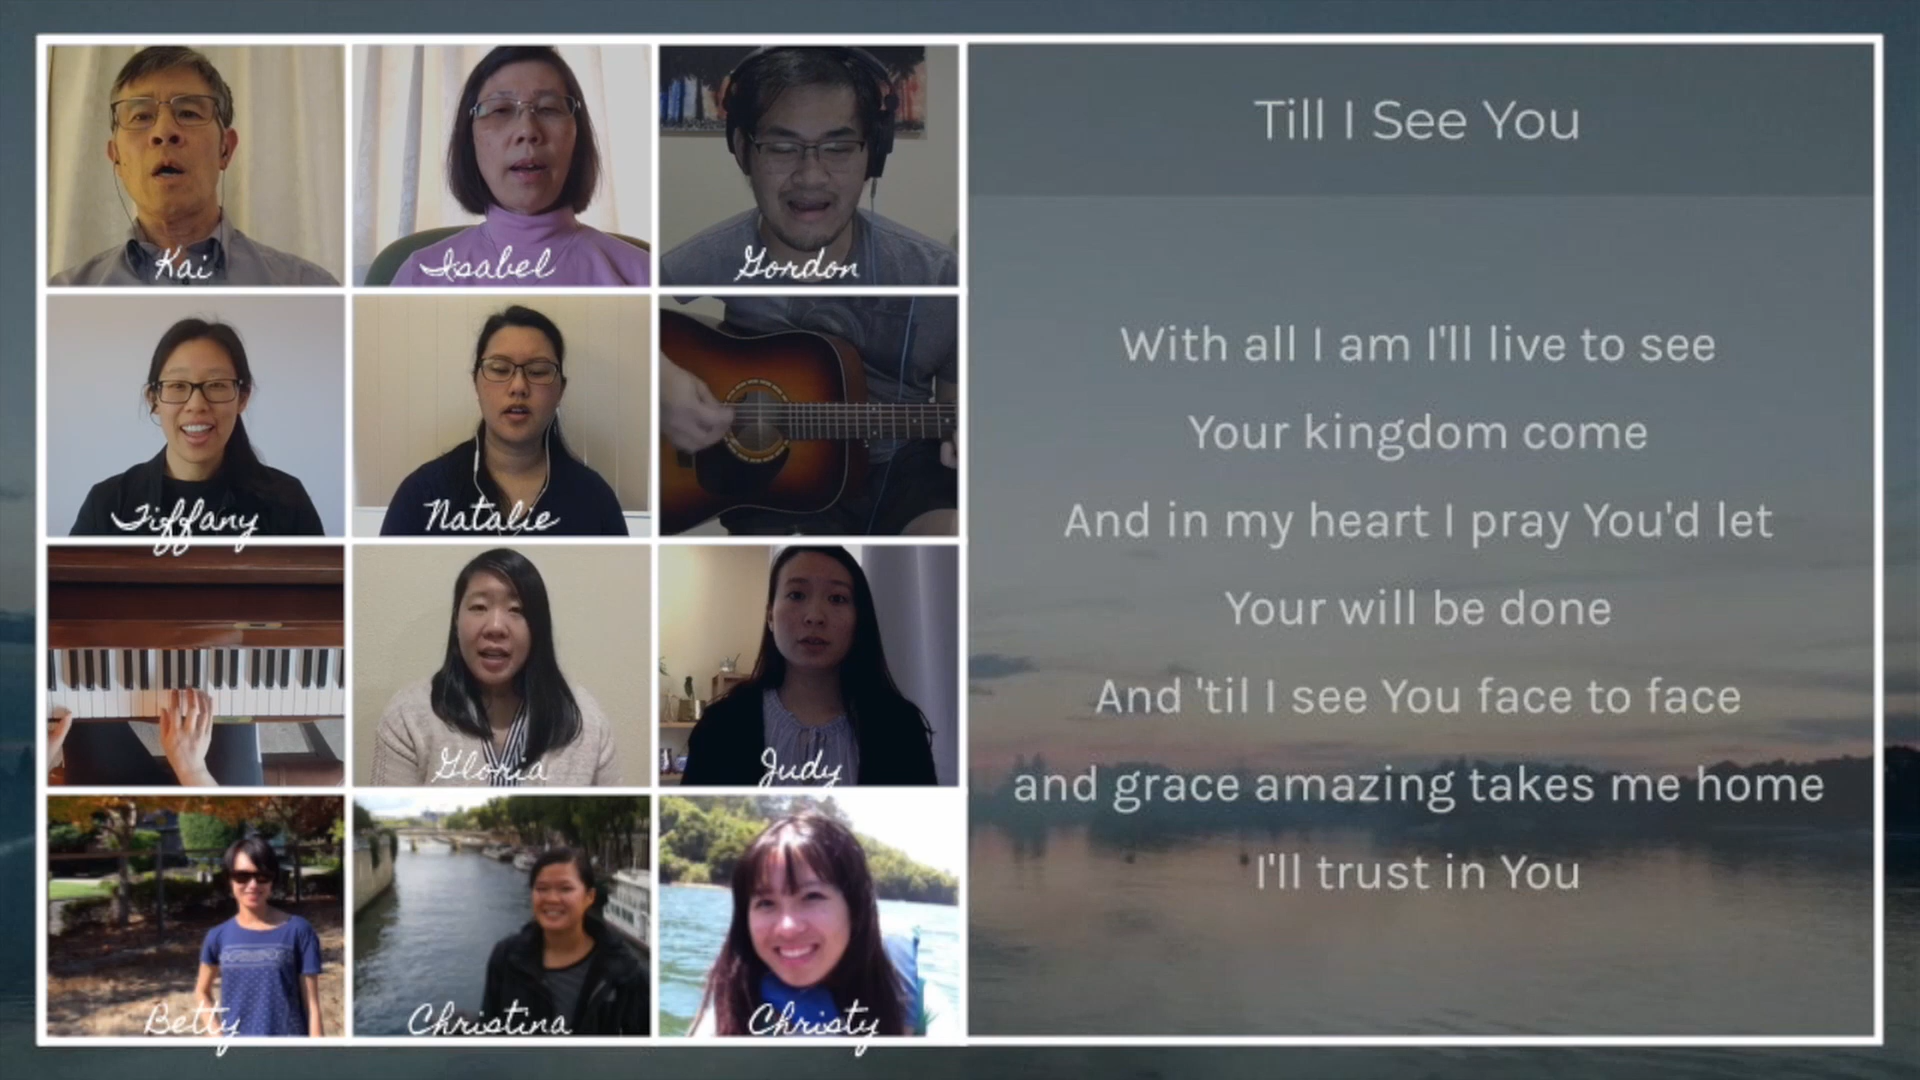 Kai
Isabel
Gordon
Tiffany
Natalie
Gloria
Judy
Betty
Christina
Christy
Till I See You
With all I am I'll live to see
Your kingdom come
And in my heart I pray You'd let
Your will be done
And 'til I see You face to face
and grace amazing takes me home
I'll trust in You